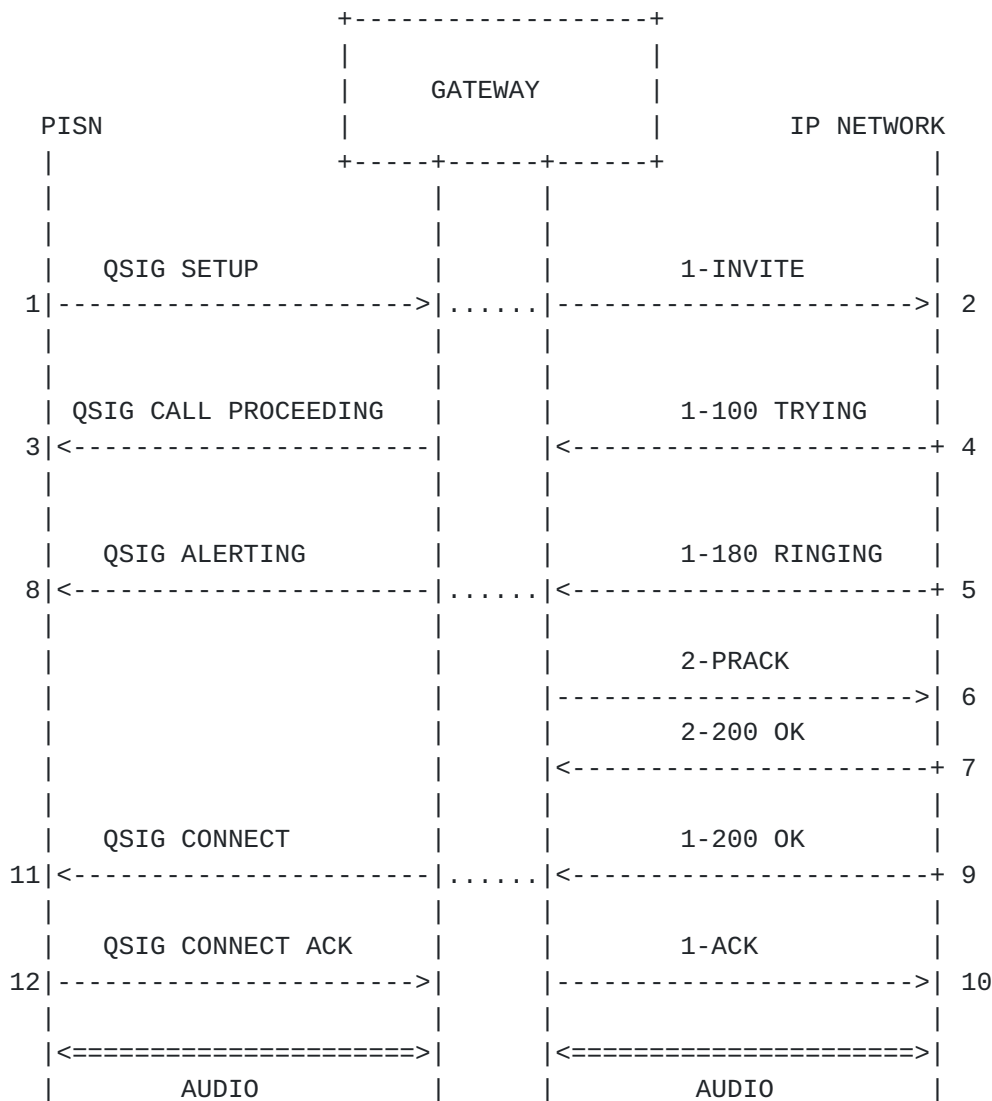 GATEWAY
PISN IP NETWORK
QSIG SETUP 1-INVITE
1 2
QSIG CALL PROCEEDING 1-100 TRYING
3 4
QSIG ALERTING 1-180 RINGING
8 5
2-PRACK
6
2-200 OK
7
QSIG CONNECT 1-200 OK
11 9
QSIG CONNECT ACK 1-ACK
12 10
AUDIO AUDIO